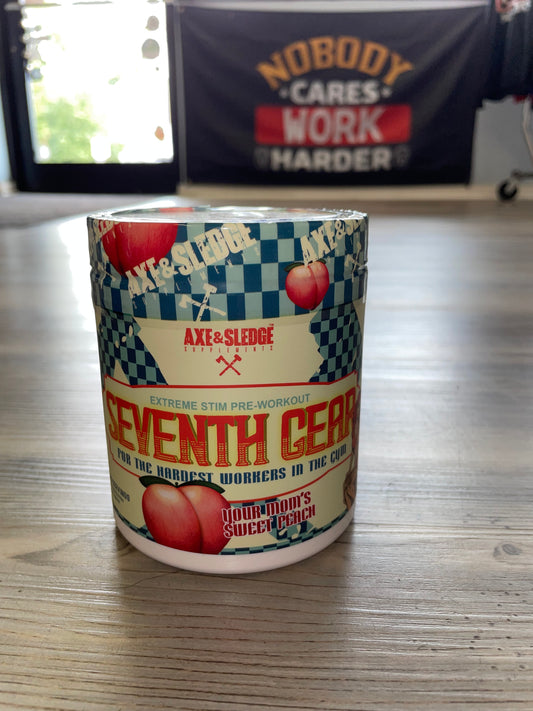 NOBODY
CARES
WORK
HARDER
AXE&SLEDGE
AXE&S
AXE&SLEDGE
SUPPLEMENTS
EXTREME STIM PRE-WORKOUT
SEVENTH GEAR
FOR THE HARDEST WORKERS IN THE GYM
YOUR MOM'S
SWEET PEACH